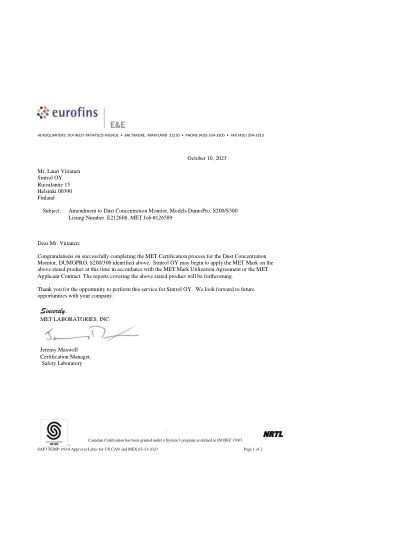 eurofins
E&E
HEADQUARTERS: 914 WEST PATAPSCO AVENUE • BALTIMORE, MARYLAND 21230 • PHONE (410) 354-3300 • FAX (410) 354-3313
October 10, 2023
Mr. Lauri Viitanen
Sintrol OY
Ruosilantie 15
Helsinki 00390
Finland
Subject: Amendment to Dust Concentration Monitor, Models DumoPro, S200/S300
Listing Number E212608, MET Job #126589
Dear Mr. Viitanen:
Congratulations on successfully completing the MET Certification process for the Dust Concentration
Monitor, DUMOPRO, S200/300 identified above. Sintrol OY may begin to apply the MET Mark on the
above stated product at this time in accordance with the MET Mark Utilization Agreement or the MET
Applicant Contract. The reports covering the above stated product will be forthcoming.
Thank you for the opportunity to perform this service for Sintrol OY. We look forward to future
opportunities with your company.
Sincerely,
MET LABORATORIES, INC.
Jeremy Maxwell
Certification Manager,
Safety Laboratory
NRTL
Canadian Certification has been granted under a System 3 program as defined in ISO/IEC 17067.
Page 1 of 2